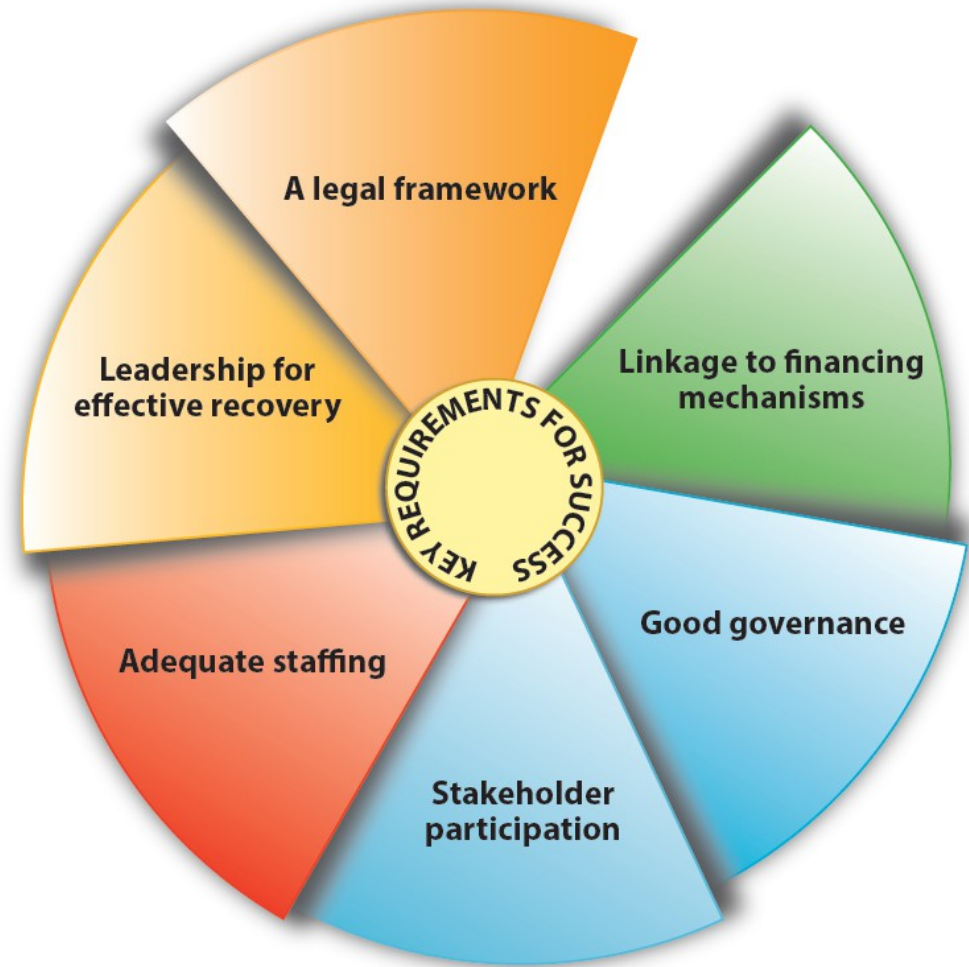 A legal framework
Linkage to financing
mechanisms
Good governance
Stakeholder
participation
Adequate staffing
Leadership for
effective recovery
KEY REQUIREMENTS FOR SUCCESS